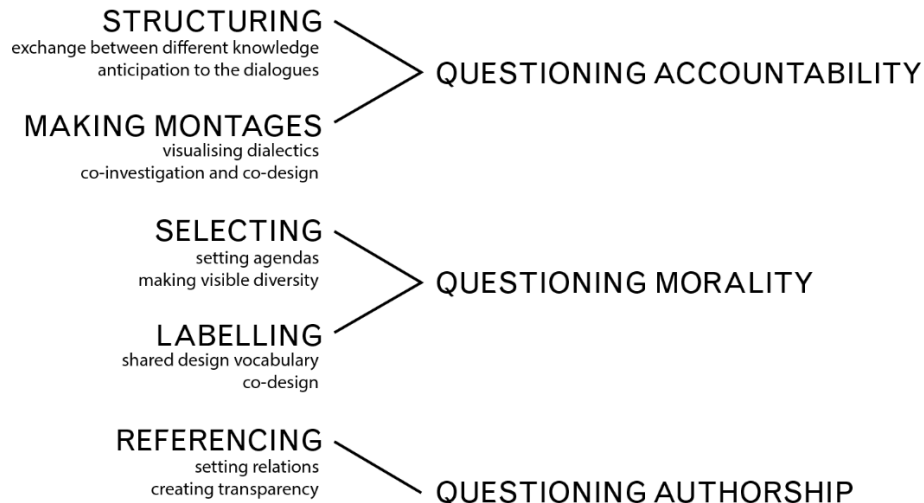 STRUCTURING
exchange between different knowledge
anticipation to the dialogues
QUESTIONING ACCOUNTABILITY
MAKING MONTAGES
visualising dialectics
co-investigation and co-design
SELECTING
setting agendas
making visible diversity
QUESTIONING MORALITY
LABELLING
shared design vocabulary
co-design
REFERENCING
setting relations
creating transparency
QUESTIONING AUTHORSHIP